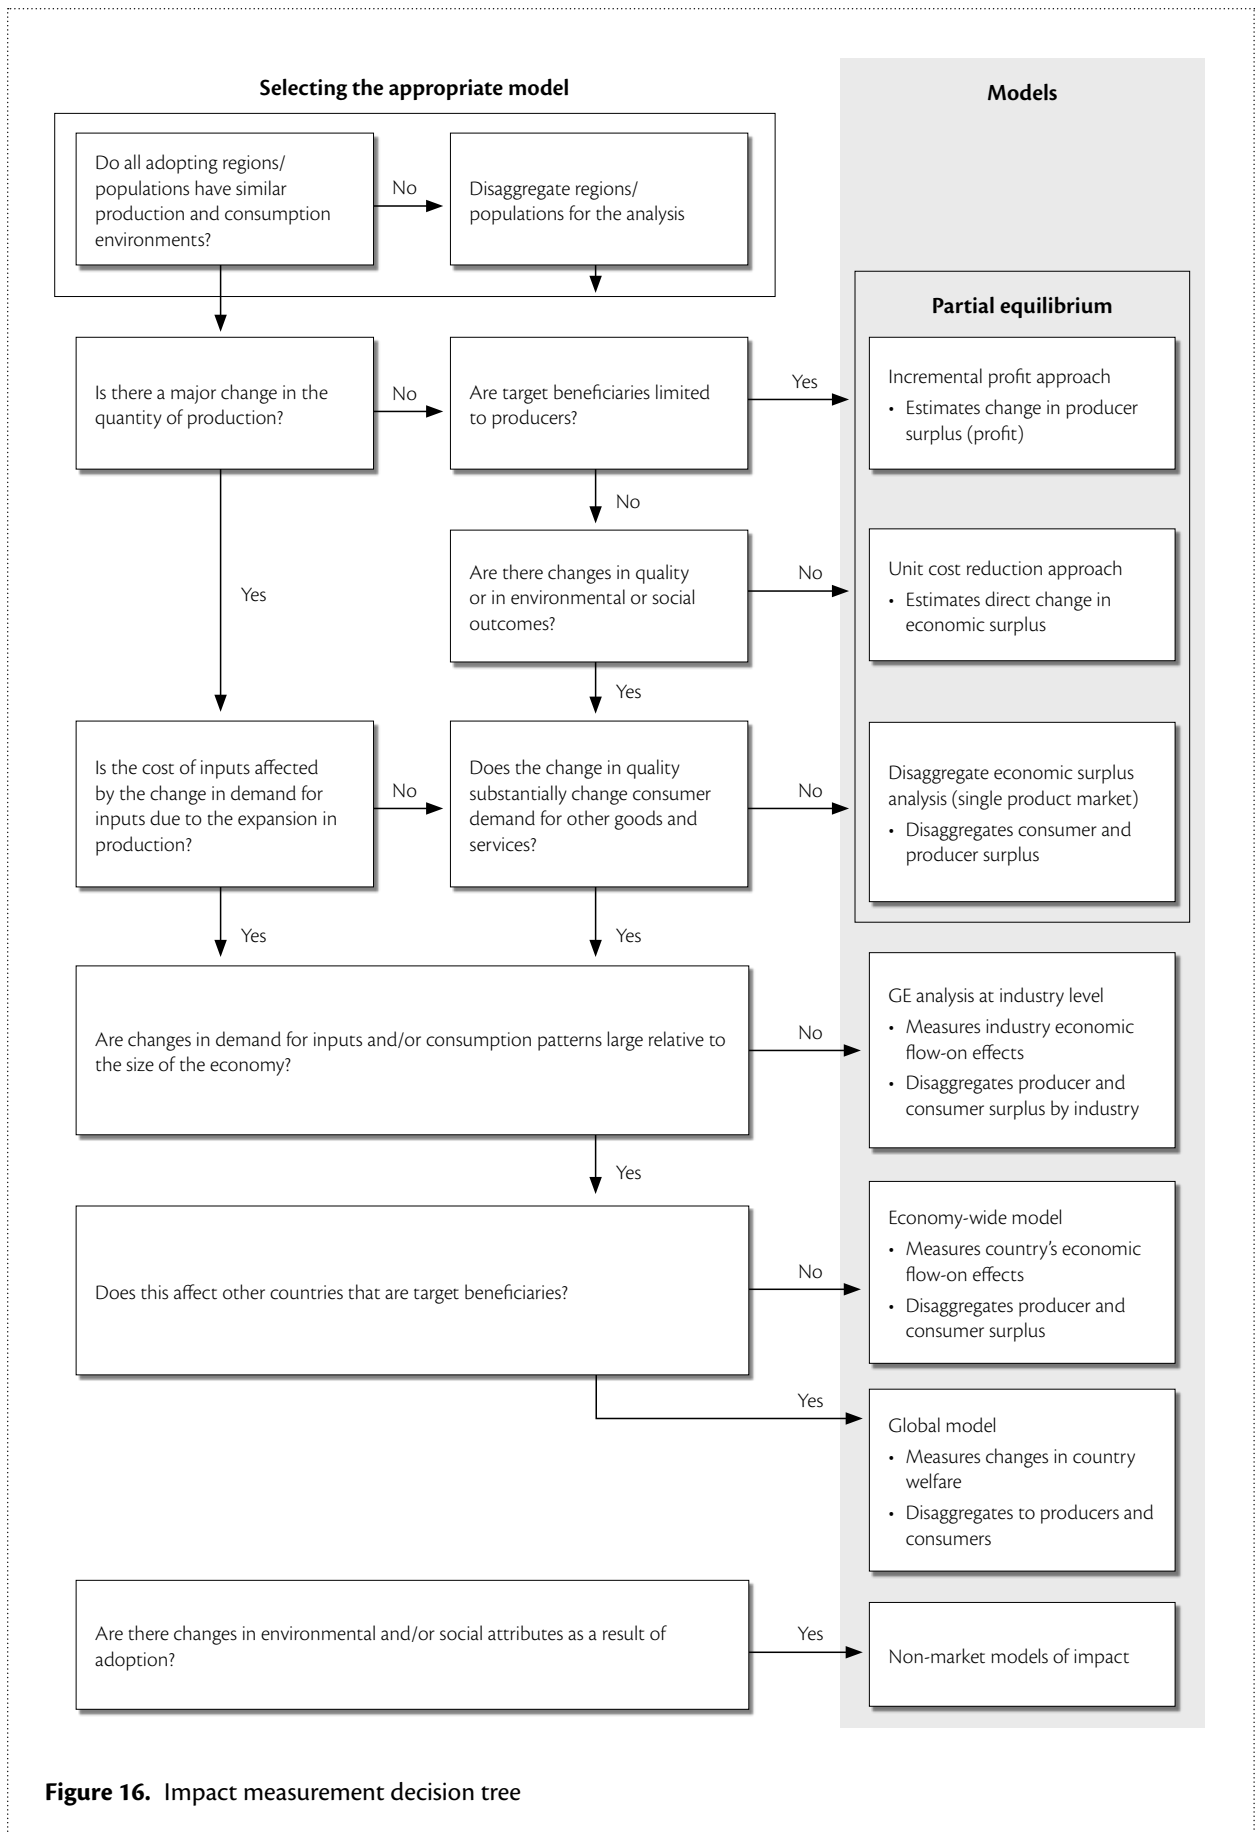 Selecting the appropriate model
Models
Do all adopting regions/
populations have similar
production and consumption
environments?
No
Disaggregate regions/
populations for the analysis
Partial equilibrium
Is there a major change in the
quantity of production?
No
Are target beneficiaries limited
to producers?
Yes
Incremental profit approach
• Estimates change in producer
surplus (profit)
No
Yes
Are there changes in quality
or in environmental or social
outcomes?
No
Unit cost reduction approach
• Estimates direct change in
economic surplus
Yes
Is the cost of inputs affected
by the change in demand for
inputs due to the expansion in
production?
No
Does the change in quality
substantially change consumer
demand for other goods and
services?
No
Disaggregate economic surplus
analysis (single product market)
• Disaggregates consumer and
producer surplus
Yes
Yes
Are changes in demand for inputs and/or consumption patterns large relative to
the size of the economy?
No
GE analysis at industry level
• Measures industry economic
flow-on effects
• Disaggregates producer and
consumer surplus by industry
Yes
Does this affect other countries that are target beneficiaries?
No
Economy-wide model
• Measures country's economic
flow-on effects
• Disaggregates producer and
consumer surplus
Yes
Global model
• Measures changes in country
welfare
• Disaggregates to producers and
consumers
Are there changes in environmental and/or social attributes as a result of
adoption?
Yes
Non-market models of impact
Figure 16. Impact measurement decision tree